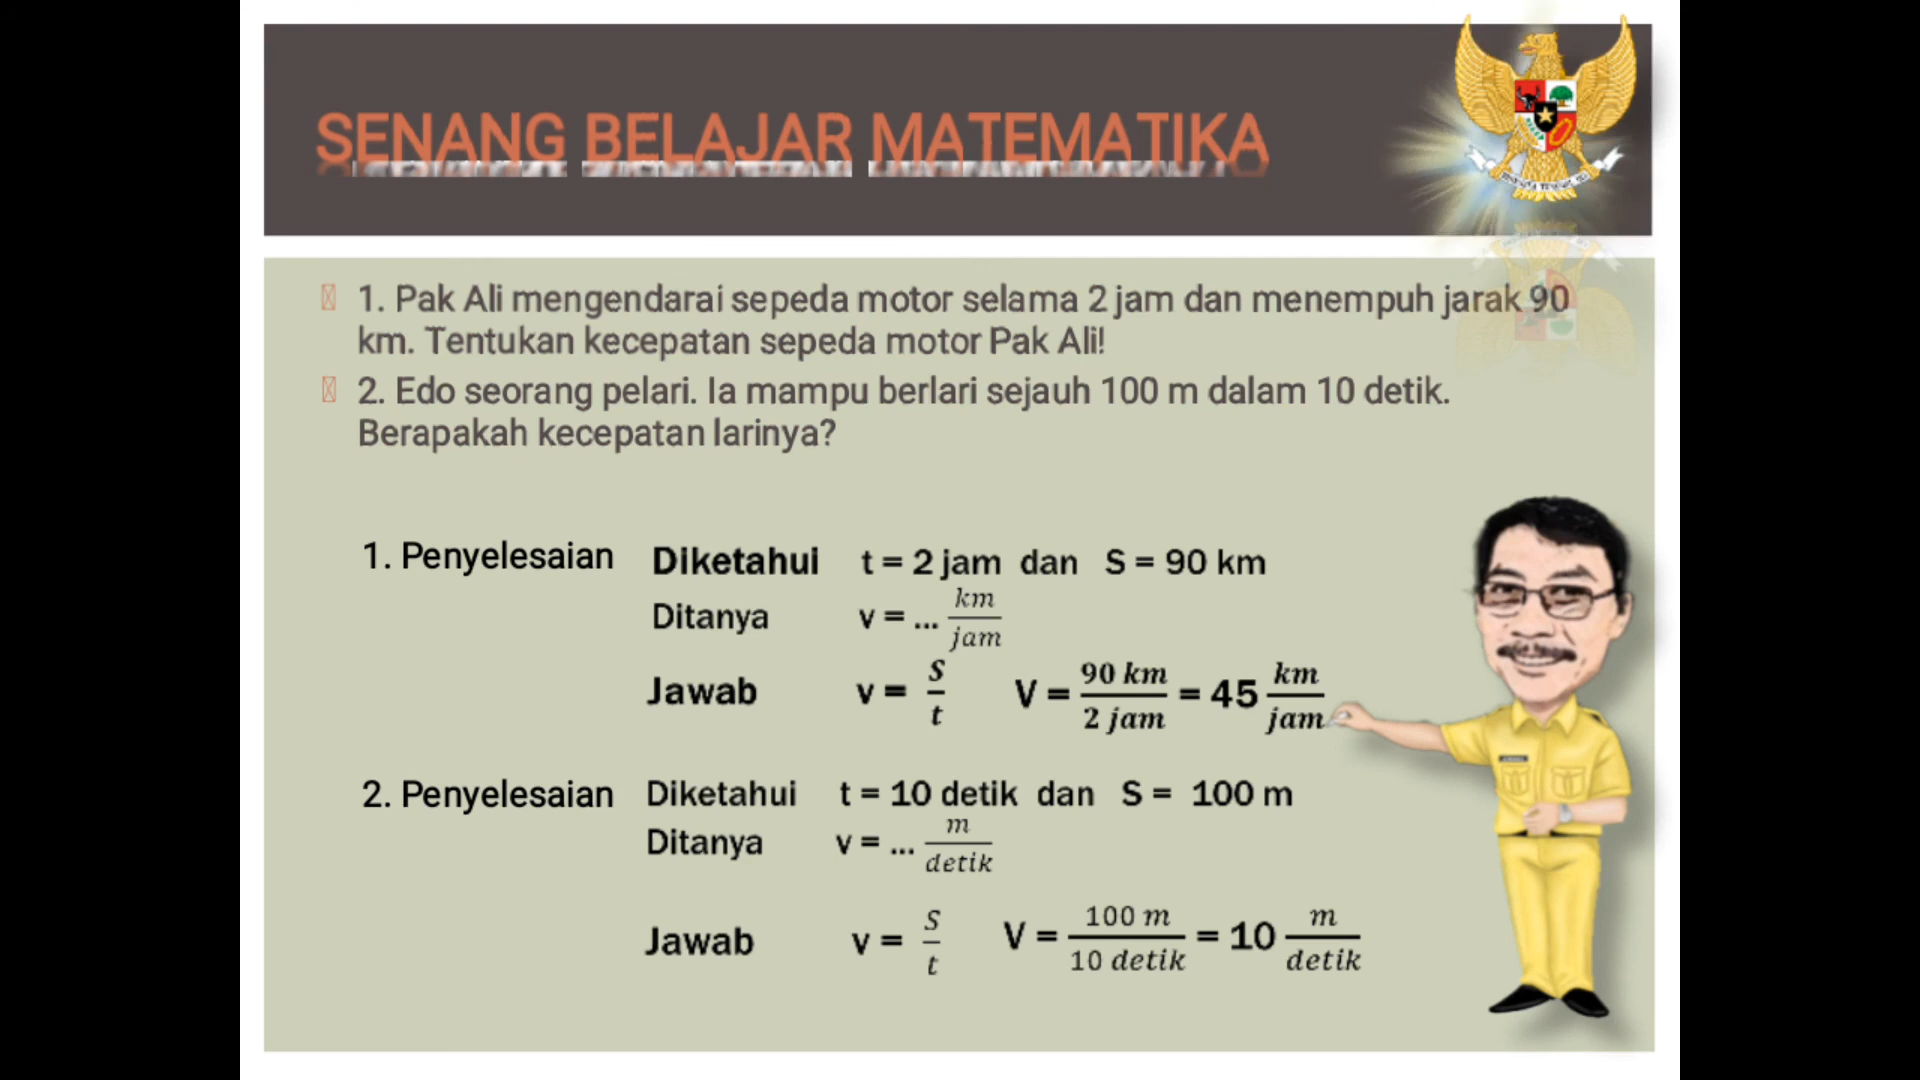 SENANG BELAJAR MATEMATIKA
1. Pak Ali mengendarai sepeda motor selama 2 jam dan menempuh jarak 90
km. Tentukan kecepatan sepeda motor Pak Ali!
2. Edo seorang pelari. Ia mampu berlari sejauh 100 m dalam 10 detik.
Berapakah kecepatan larinya?
1. Penyelesaian Diketahui t = 2 jam dan S = 90 km
Ditanya v = ... km/jam
Jawab v = S/t V = 90 km/2 jam = 45 km/jam
2. Penyelesaian Diketahui t = 10 detik dan S = 100 m
Ditanya v = ... m/detik
Jawab v = S/t V = 100 m/10 detik = 10 m/detik